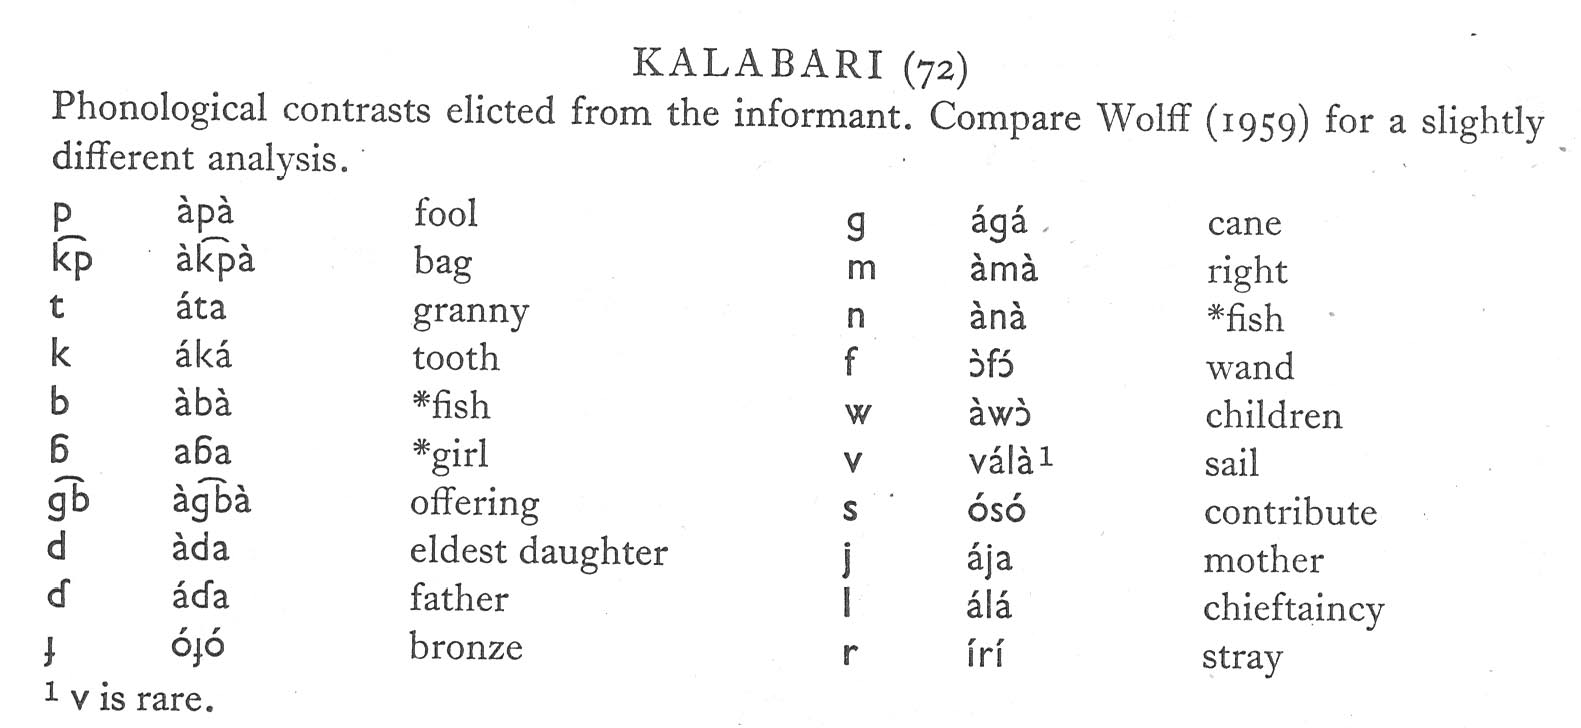 KALABARI (72)
Phonological contrasts elicted from the informant. Compare Wolff (1959) for a slightly
different analysis.
p àpà fool
k͡p àk͡pà bag
t áta granny
k áká tooth
b àbà *fish
ɓ aɓa *girl
g͡b àg͡bà offering
d àda eldest daughter
ɗ áɗa father
ɟ óɟó bronze
g ágá cane
m àmà right
n ànà *fish
f ɔ̀fɔ́ wand
w àwɔ̀ children
v válà¹ sail
s ósó contribute
j ája mother
l álá chieftaincy
r írí stray
¹ v is rare.